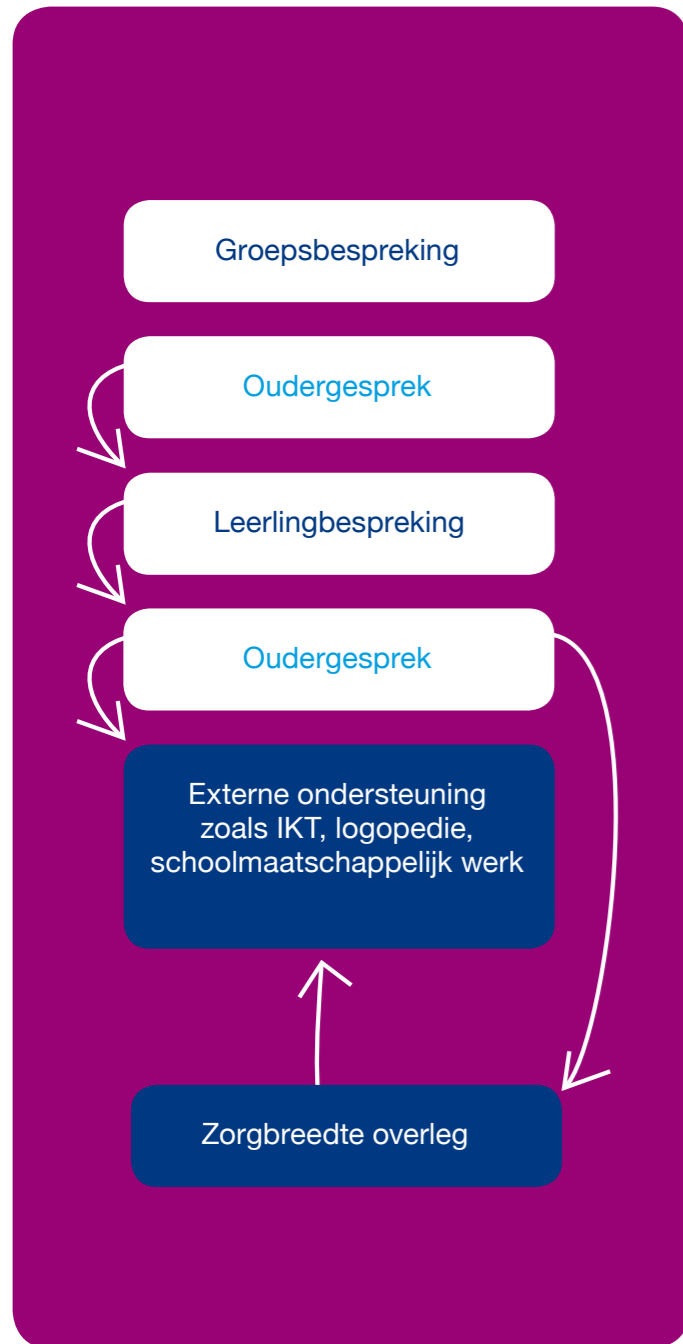 Groepsbespreking
Oudergesprek
Leerlingbespreking
Oudergesprek
Externe ondersteuning
zoals IKT, logopedie,
schoolmaatschappelijk werk
Zorgbreedte overleg